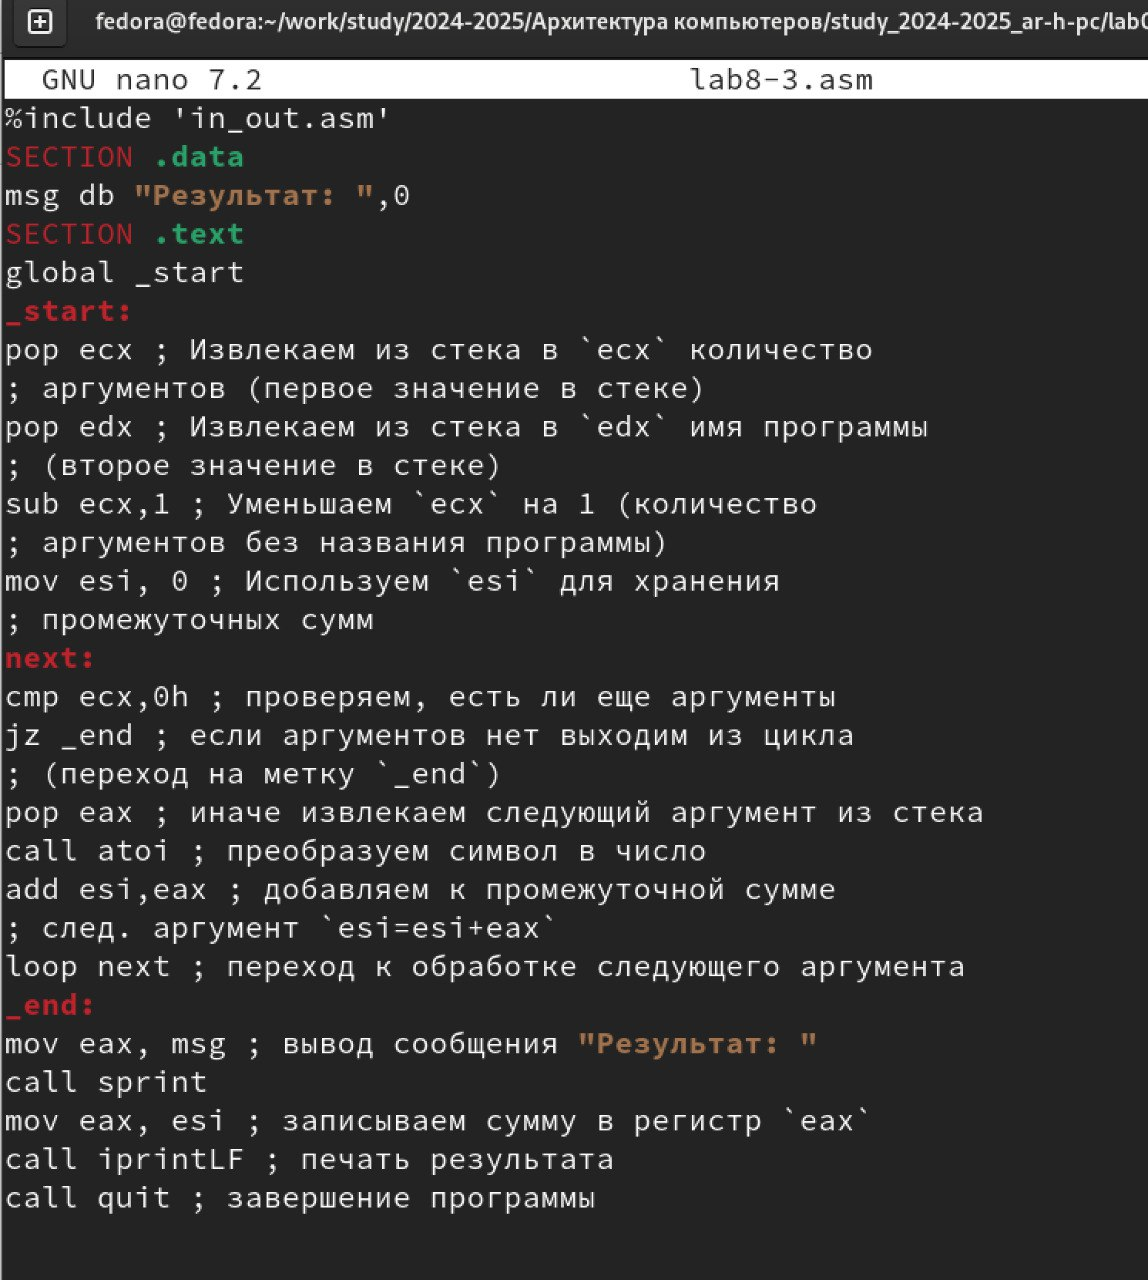 fedora@fedora:~/work/study/2024-2025/Архитектура компьютеров/study_2024-2025_ar-h-pc/lab
GNU nano 7.2 lab8-3.asm
%include 'in_out.asm'
SECTION .data
msg db "Результат: ",0
SECTION .text
global _start
_start:
pop ecx ; Извлекаем из стека в `ecx` количество
; аргументов (первое значение в стеке)
pop edx ; Извлекаем из стека в `edx` имя программы
; (второе значение в стеке)
sub ecx,1 ; Уменьшаем `ecx` на 1 (количество
; аргументов без названия программы)
mov esi, 0 ; Используем `esi` для хранения
; промежуточных сумм
next:
cmp ecx,0h ; проверяем, есть ли еще аргументы
jz _end ; если аргументов нет выходим из цикла
; (переход на метку `_end`)
pop eax ; иначе извлекаем следующий аргумент из стека
call atoi ; преобразуем символ в число
add esi,eax ; добавляем к промежуточной сумме
; след. аргумент `esi=esi+eax`
loop next ; переход к обработке следующего аргумента
_end:
mov eax, msg ; вывод сообщения "Результат: "
call sprint
mov eax, esi ; записываем сумму в регистр `eax`
call iprintLF ; печать результата
call quit ; завершение программы